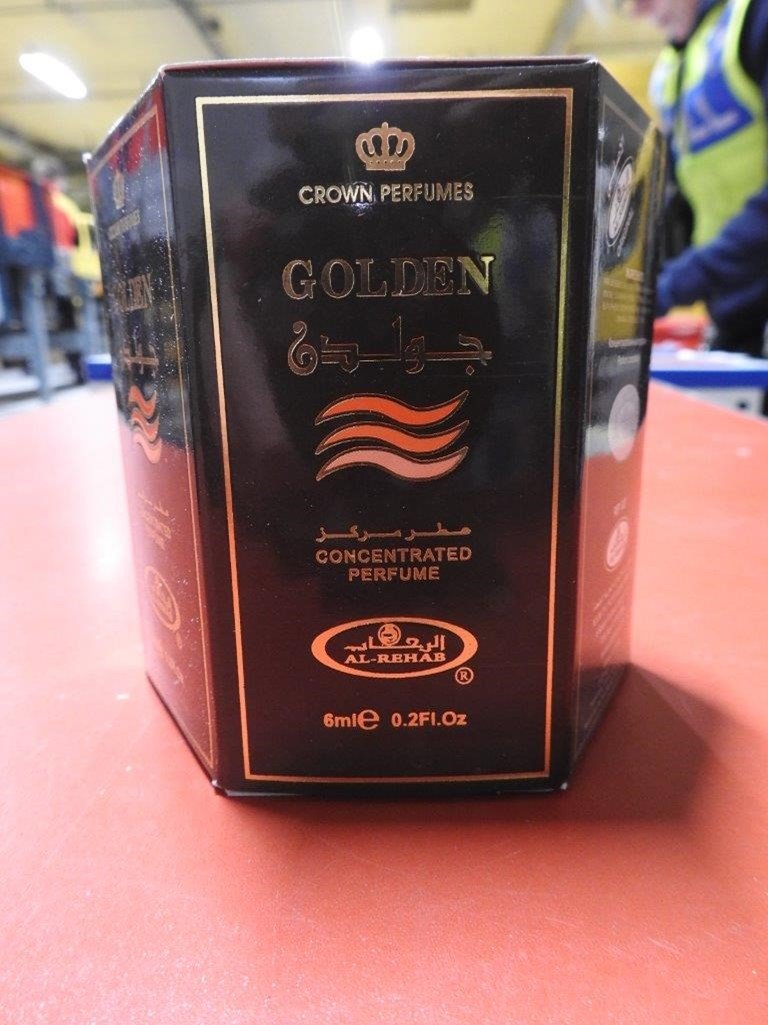 CROWN PERFUMES
GOLDEN
جولدن
عطر مركز
CONCENTRATED
PERFUME
الرحاب
AL-REHAB
®
6ml℮ 0.2Fl.Oz